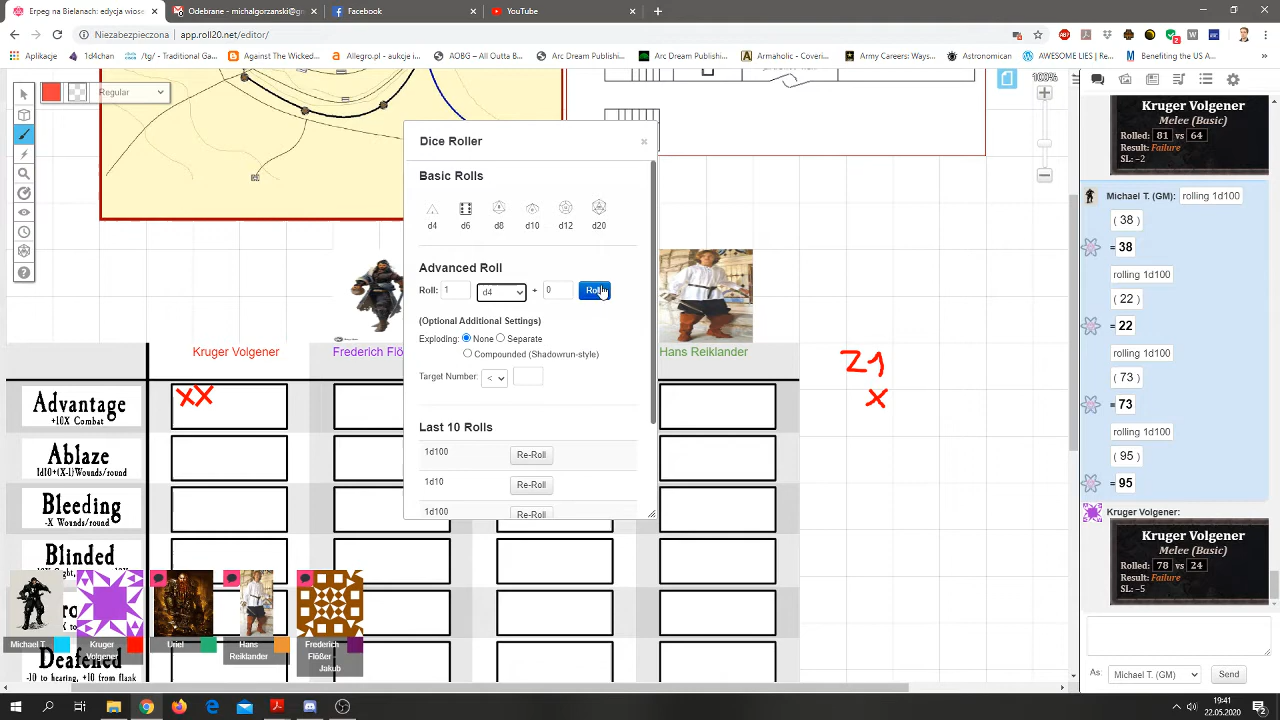 Erpeg na Bielanach: edycja wiosen
Odebrane - michalgoranski@gm
Facebook
YouTube
Niezabezpieczona | app.roll20.net/editor/
Aplikacje
1d4chan
/tg/ - Traditional Ga...
Against The Wicked...
Allegro.pl - aukcje i...
AOBH - Outta B...
Arc Dream Publishi...
Arc Dream Publishi...
Armaholic - Coveri...
Army Careers: Ways...
Astronomican
AWESOME LIES | R...
Benefiting the US A...
Regular
100%
Dice Roller
Basic Rolls
d4 d6 d8 d10 d12 d20
Advanced Roll
Roll: 1 d4 + 0 Roll
(Optional Additional Settings)
Exploding: None Separate
Compounded (Shadowrun-style)
Target Number: <
Last 10 Rolls
1d100 Re-Roll
1d10 Re-Roll
1d100 Re-Roll
Kruger Volgener
Frederich Flö
Hans Reiklander
21
x
Advantage
+10X Combat
XX
Ablaze
1d10+(X-1)Wounds/round
Bleeding
-X Wounds/round
Blinded
Deafened
-10 to hearing, +10 from flank
Michael T.
Kruger
Volgener
Uriel
Hans
Reiklander
Frederich
Flößer -
Jakub
Kruger Volgener
Melee (Basic)
Rolled: 81 vs 64
Result: Failure
SL: -2
Michael T. (GM): rolling 1d100
( 38 )
= 38
rolling 1d100
( 22 )
= 22
rolling 1d100
( 73 )
= 73
rolling 1d100
( 95 )
= 95
Kruger Volgener:
Kruger Volgener
Melee (Basic)
Rolled: 78 vs 24
Result: Failure
SL: -5
As: Michael T. (GM) Send
19:41
22.05.2020
2